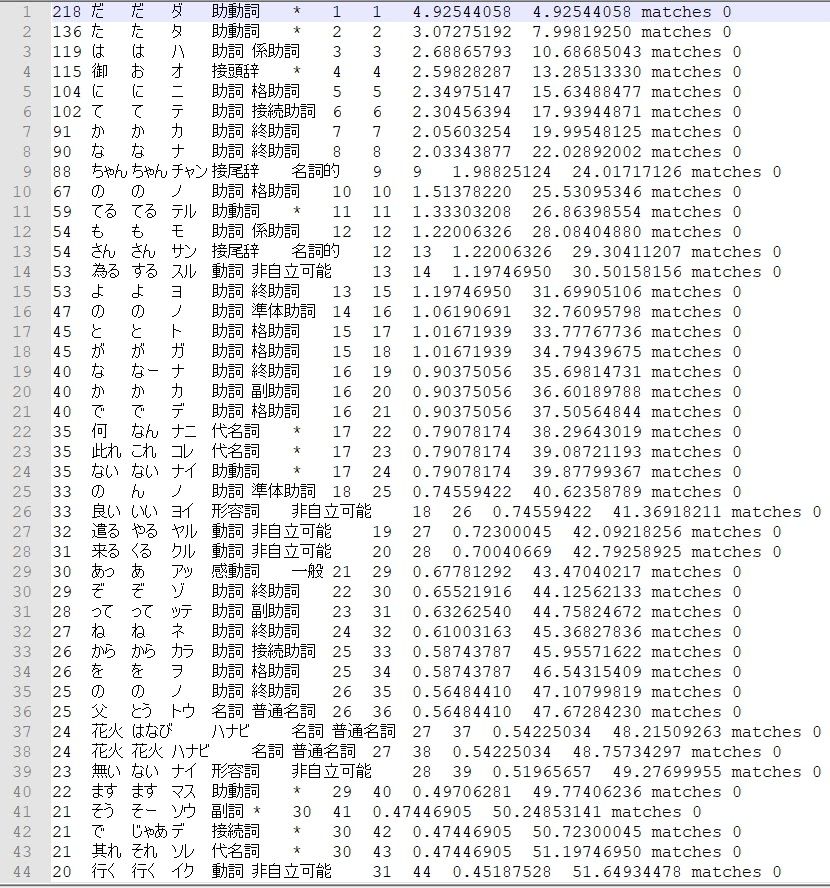 1 218 だ だ ダ 助動詞 * 1 1 4.92544058 4.92544058 matches 0
2 136 た た タ 助動詞 * 2 2 3.07275192 7.99819250 ma
3 119 は は ハ 助詞 係助詞 3 3 2.68865793 10.68685043 matches 0
4 115 御 お オ 接頭辞 * 4 4 2.59828287 13.28513330 matches 0
5 104 に に ニ 助詞 格助詞 5 5 2.34975147 15.63488477 matches 0
6 102 て て テ 助詞 接続助詞 6 6 2.30456394 17.93944871 matches 0
7 91 か か カ 助詞 終助詞 7 7 2.05603254 19.99548125 matches 0
8 90 な な ナ 助詞 終助詞 8 8 2.03343877 22.02892002 matches 0
9 88 ちゃん ちゃん チャン 接尾辞 名詞的 9 9 1.98825124 24.01717126 matches 0
10 67 の の ノ 助詞 格助詞 10 10 1.51378220 25.53095346 matches 0
11 59 てる てる テル 助動詞 * 11 11 1.33303208 26.86398554 matches 0
12 54 も も モ 助詞 係助詞 12 12 1.22006326 28.08404880 matches 0
13 54 さん さん サン 接尾辞 名詞的 12 13 1.22006326 29.30411207 matches 0
14 53 為る する スル 動詞 非自立可能 13 14 1.19746950 30.50158156 matches 0
15 53 よ よ ヨ 助詞 終助詞 13 15 1.19746950 31.69905106 matches 0
16 47 の の ノ 助詞 準体助詞 14 16 1.06190691 32.76095798 matches 0
17 45 と と ト 助詞 格助詞 15 17 1.01671939 33.77767736 matches 0
18 45 が が ガ 助詞 格助詞 15 18 1.01671939 34.79439675 matches 0
19 40 な なー ナ 助詞 終助詞 16 19 0.90375056 35.69814731 matches 0
20 40 か か カ 助詞 副助詞 16 20 0.90375056 36.60189788 matches 0
21 40 で で デ 助詞 格助詞 16 21 0.90375056 37.50564844 matches 0
22 35 何 なん ナニ 代名詞 * 17 22 0.79078174 38.29643019 matches 0
23 35 此れ これ コレ 代名詞 * 17 23 0.79078174 39.08721193 matches 0
24 35 ない ない ナイ 助動詞 * 17 24 0.79078174 39.87799367 matches 0
25 33 の ん ノ 助詞 準体助詞 18 25 0.74559422 40.62358789 matches 0
26 33 良い いい ヨイ 形容詞 非自立可能 18 26 0.74559422 41.36918211 matches 0
27 32 遣る やる ヤル 動詞 非自立可能 19 27 0.72300045 42.09218256 matches 0
28 31 来る くる クル 動詞 非自立可能 20 28 0.70040669 42.79258925 matches 0
29 30 あっ あ アッ 感動詞 一般 21 29 0.67781292 43.47040217 matches 0
30 29 ぞ ぞ ゾ 助詞 終助詞 22 30 0.65521916 44.12562133 matches 0
31 28 って って ッテ 助詞 副助詞 23 31 0.63262540 44.75824672 matches 0
32 27 ね ね ネ 助詞 終助詞 24 32 0.61003163 45.36827836 matches 0
33 26 から から カラ 助詞 接続助詞 25 33 0.58743787 45.95571622 matches 0
34 26 を を ヲ 助詞 格助詞 25 34 0.58743787 46.54315409 matches 0
35 25 の の ノ 助詞 終助詞 26 35 0.56484410 47.10799819 matches 0
36 25 父 とう トウ 名詞 普通名詞 26 36 0.56484410 47.67284230 matches 0
37 24 花火 はなび ハナビ 名詞 普通名詞 27 37 0.54225034 48.21509263 matches 0
38 24 花火 花火 ハナビ 名詞 普通名詞 27 38 0.54225034 48.75734297 matches 0
39 23 無い ない ナイ 形容詞 非自立可能 28 39 0.51965657 49.27699955 matches 0
40 22 ます ます マス 助動詞 * 29 40 0.49706281 49.77406236 matches 0
41 21 そう そー ソウ 副詞 * 30 41 0.47446905 50.24853141 matches 0
42 21 で じゃあ デ 接続詞 * 30 42 0.47446905 50.72300045 matches 0
43 21 其れ それ ソレ 代名詞 * 30 43 0.47446905 51.19746950 matches 0
44 20 行く 行く イク 動詞 非自立可能 31 44 0.45187528 51.64934478 matches 0